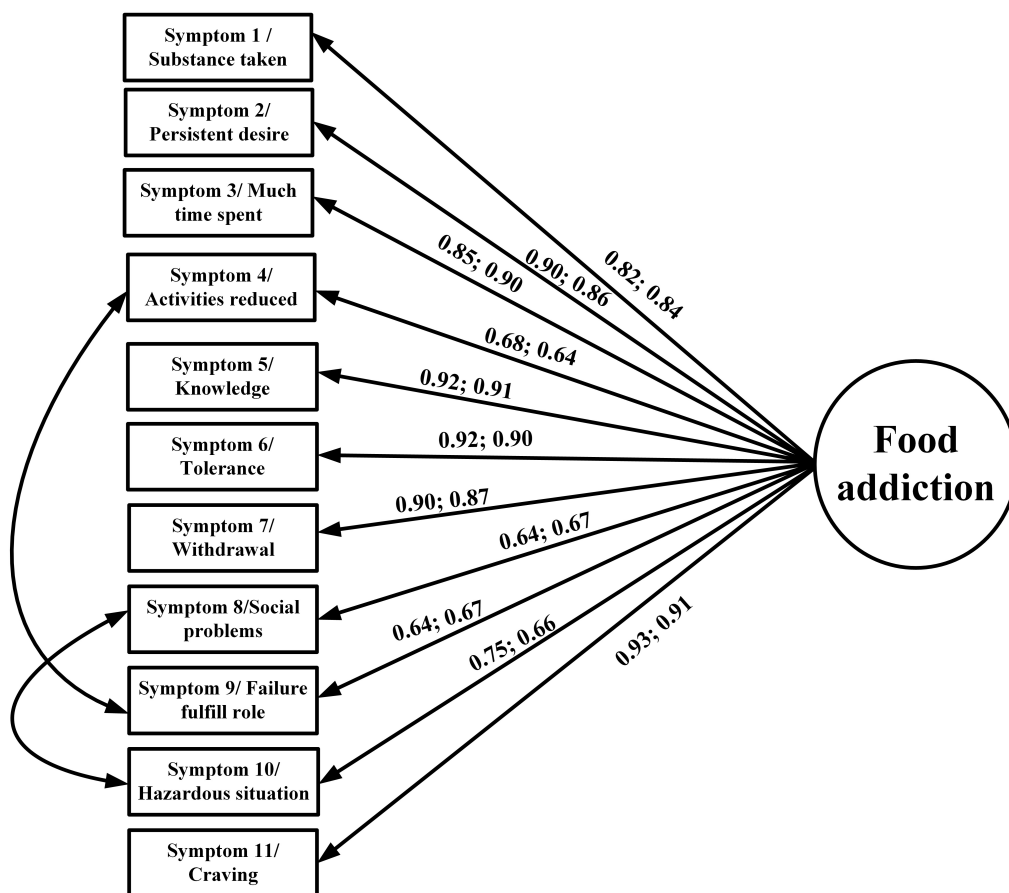 Symptom 1 /
Substance taken
Symptom 2/
Persistent desire
Symptom 3/ Much
time spent
Symptom 4/
Activities reduced
Symptom 5/
Knowledge
Symptom 6/
Tolerance
Symptom 7/
Withdrawal
Symptom 8/Social
problems
Symptom 9/ Failure
fulfill role
Symptom 10/
Hazardous situation
Symptom 11/
Craving
0.82; 0.84
0.90; 0.86
0.85; 0.90
0.68; 0.64
0.92; 0.91
0.92; 0.90
0.90; 0.87
0.64; 0.67
0.64; 0.67
0.75; 0.66
0.93; 0.91
Food
addiction